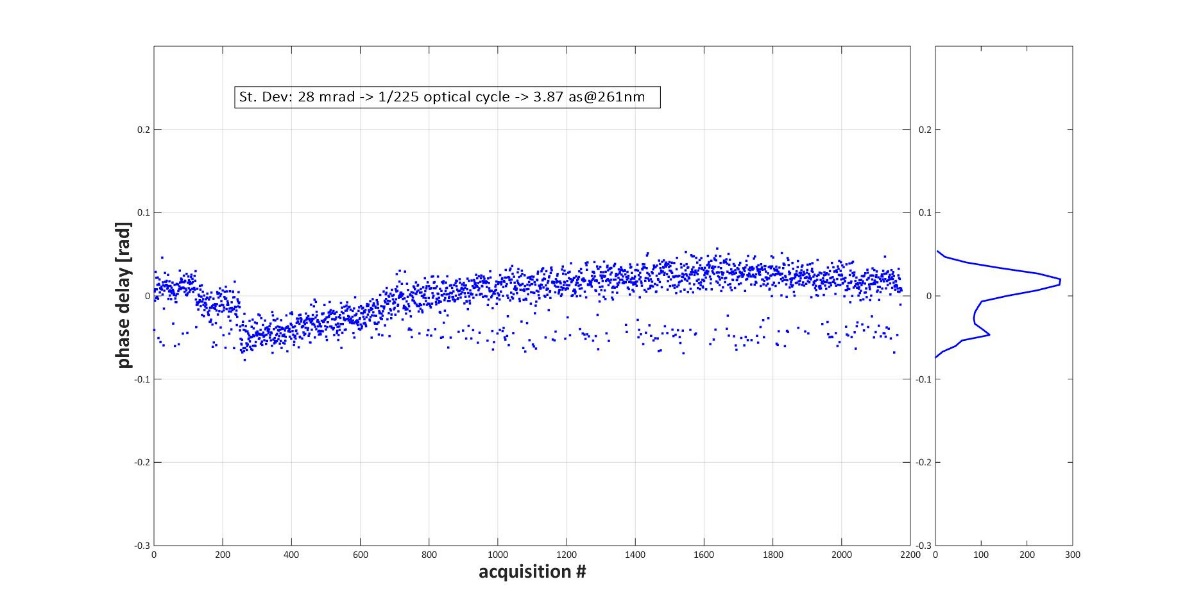 St. Dev: 28 mrad -> 1/225 optical cycle -> 3.87 as@261nm
phase delay [rad]
0.2
0.1
0
-0.1
-0.2
-0.3
0 200 400 600 800 1000 1200 1400 1600 1800 2000 2200
acquisition #
0.2
0.1
0
-0.1
-0.2
-0.3
0 100 200 300